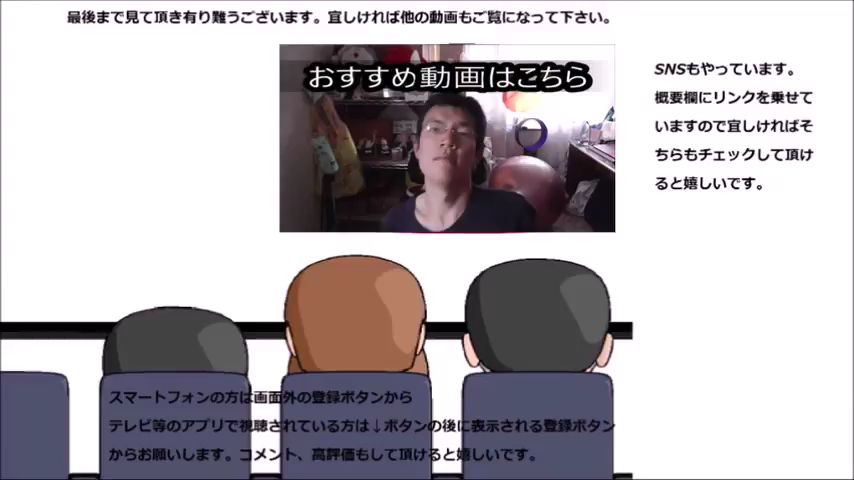 最後まで見て頂き有り難うございます。宜しければ他の動画もご覧になって下さい。
おすすめ動画はこちら
SNSもやっています。
概要欄にリンクを乗せて
いますので宜しければそ
ちらもチェックして頂け
ると嬉しいです。
スマートフォンの方は画面外の登録ボタンから
テレビ等のアプリで視聴されている方は↓ボタンの後に表示される登録ボタン
からお願いします。コメント、高評価もして頂けると嬉しいです。